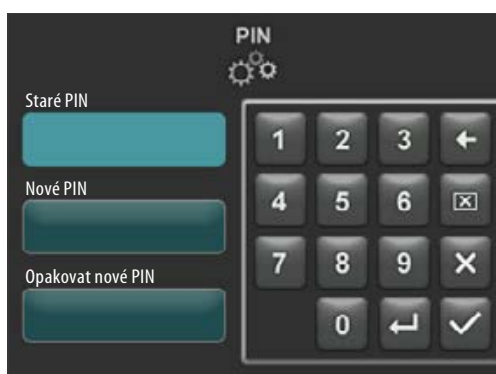 PIN
Staré PIN
Nové PIN
Opakovat nové PIN
1 2 3
4 5 6
7 8 9
0